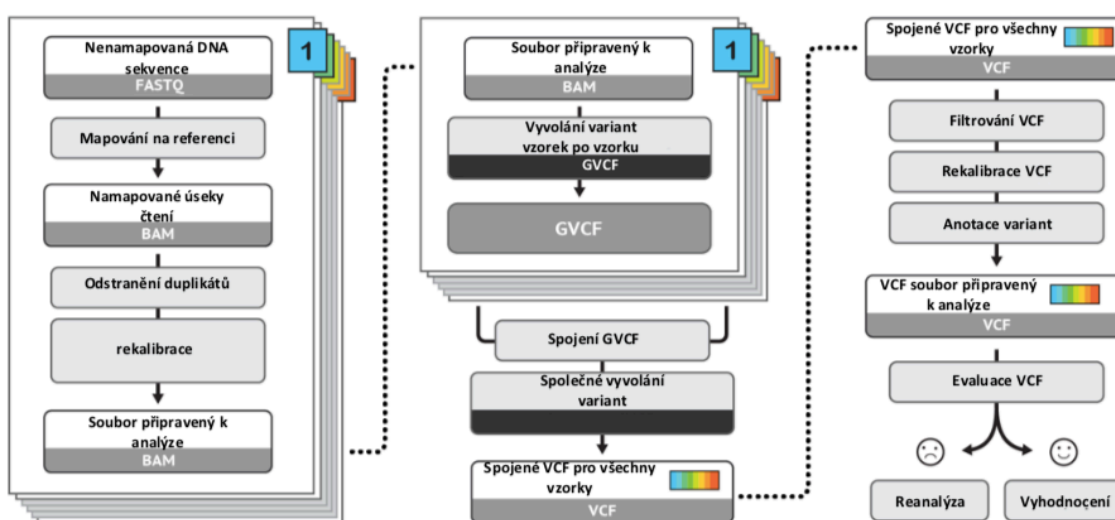 1
Nenamapovaná DNA
sekvence
FASTQ
Mapování na referenci
Namapované úseky
čtení
BAM
Odstranění duplikátů
rekalibrace
Soubor připravený k
analýze
BAM
1
Soubor připravený k
analýze
BAM
Vyvolání variant
vzorek po vzorku
GVCF
GVCF
Spojení GVCF
Společné vyvolání
variant
Spojené VCF pro všechny
vzorky
VCF
Spojené VCF pro všechny
vzorky
VCF
Filtrování VCF
Rekalibrace VCF
Anotace variant
VCF soubor připravený
k analýze
VCF
Evaluace VCF
Reanalýza
Vyhodnocení